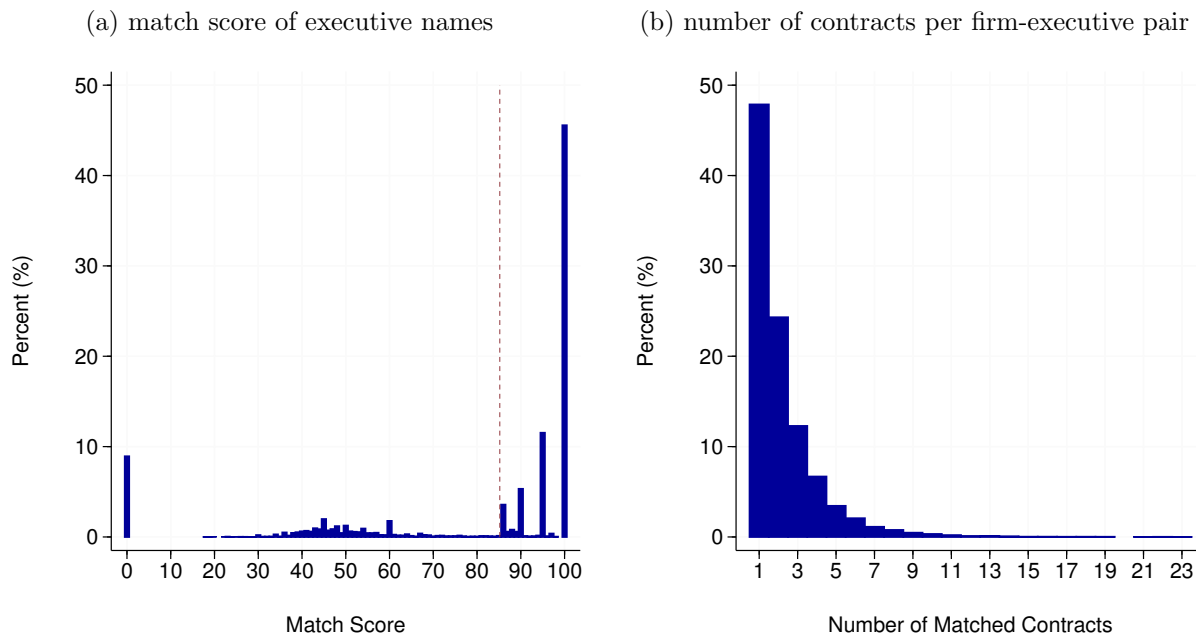 (a) match score of executive names
50
40
30
20
10
0
Percent (%)
0 10 20 30 40 50 60 70 80 90 100
Match Score
(b) number of contracts per firm-executive pair
50
40
30
20
10
0
Percent (%)
1 3 5 7 9 11 13 15 17 19 21 23
Number of Matched Contracts